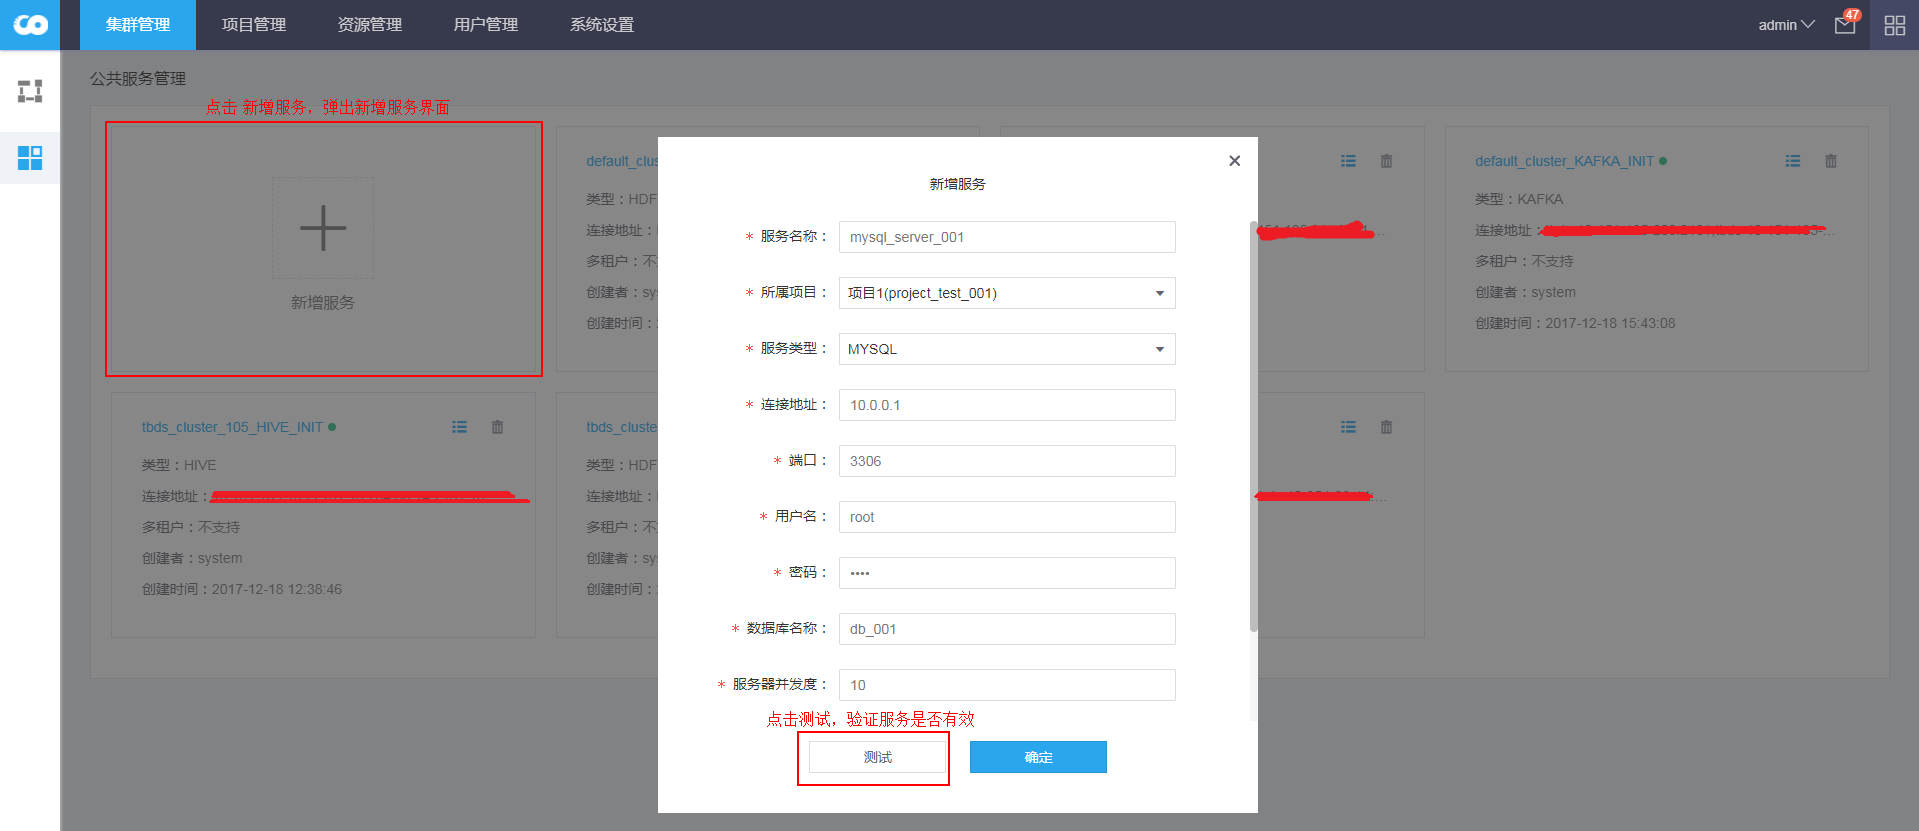 集群管理 项目管理 资源管理 用户管理 系统设置 admin 47
公共服务管理
点击 新增服务，弹出新增服务界面
新增服务
default_clus
类型：HDF
连接地址：
多租户：不
创建者：sy
创建时间：
default_cluster_KAFKA_INIT
类型：KAFKA
连接地址：
多租户：不支持
创建者：system
创建时间：2017-12-18 15:43:08
tbds_cluster_105_HIVE_INIT
类型：HIVE
连接地址：
多租户：不支持
创建者：system
创建时间：2017-12-18 12:38:46
tbds_cluste
类型：HDF
连接地址：
多租户：不
创建者：sy
创建时间：
新增服务
* 服务名称： mysql_server_001
* 所属项目： 项目1(project_test_001)
* 服务类型： MYSQL
* 连接地址： 10.0.0.1
* 端口： 3306
* 用户名： root
* 密码： ••••
* 数据库名称： db_001
* 服务器并发度： 10
点击测试，验证服务是否有效
测试 确定